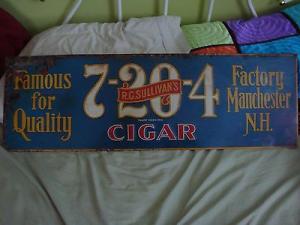 Famous
for
Quality
7-20-4
R.G. SULLIVAN'S
CIGAR
Factory
Manchester
N.H.